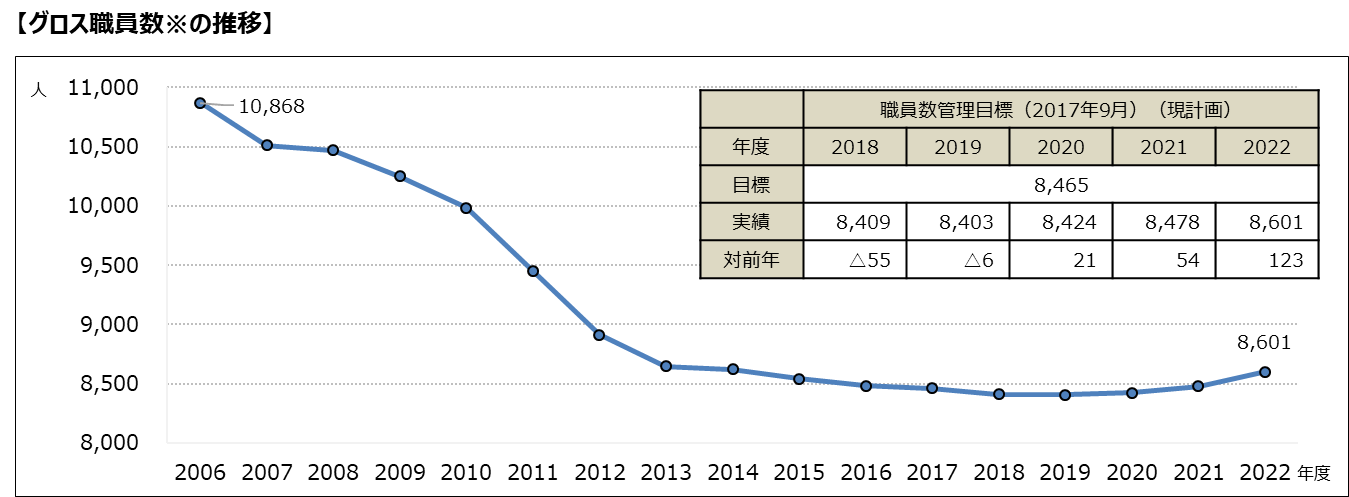 【グロス職員数※の推移】
人
11,000
10,500
10,000
9,500
9,000
8,500
8,000
10,868
8,601
2006 2007 2008 2009 2010 2011 2012 2013 2014 2015 2016 2017 2018 2019 2020 2021 2022 年度
職員数管理目標（2017年9月）（現計画）
年度 2018 2019 2020 2021 2022
目標 8,465
実績 8,409 8,403 8,424 8,478 8,601
対前年 △55 △6 21 54 123